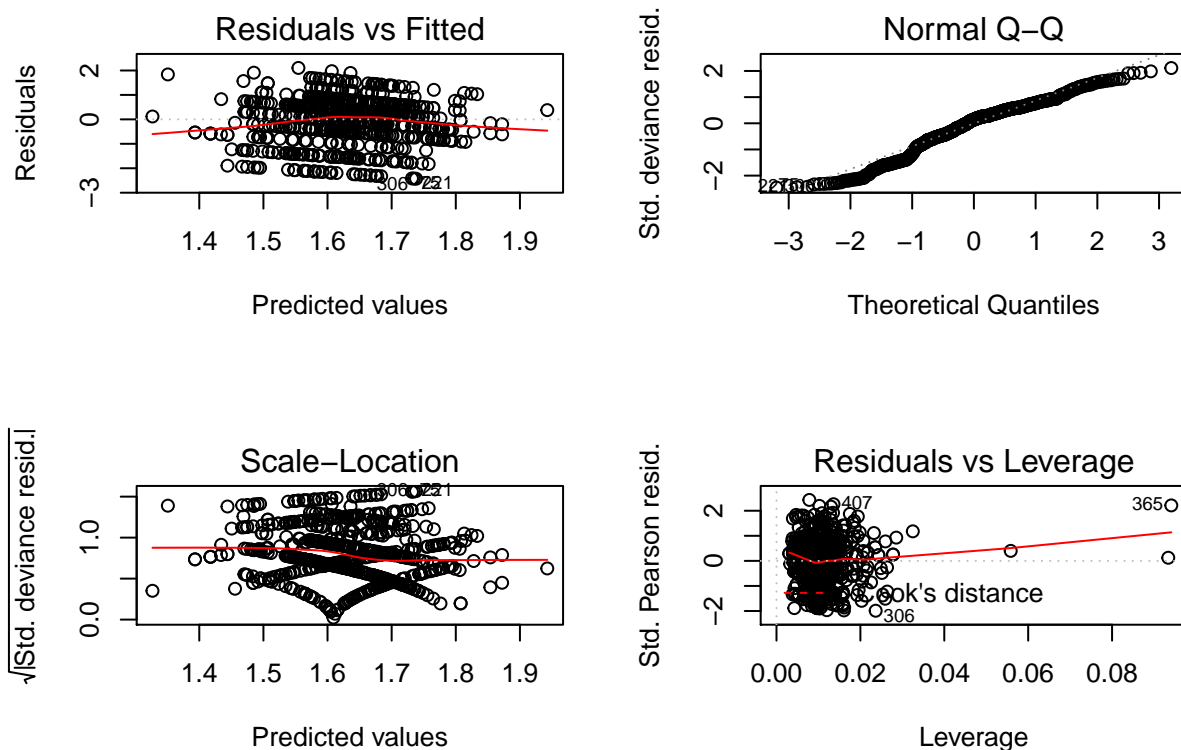 Residuals vs Fitted
Residuals
2
0
−3
306
221
1.4 1.5 1.6 1.7 1.8 1.9
Predicted values
Normal Q−Q
Std. deviance resid.
2
0
−2
−3 −2 −1 0 1 2 3
Theoretical Quantiles
Scale−Location
√|Std. deviance resid.|
1.0
0.0
306
221
1.4 1.5 1.6 1.7 1.8 1.9
Predicted values
Residuals vs Leverage
Std. Pearson resid.
2
0
−2
407
365
Cook's distance
306
0.00 0.02 0.04 0.06 0.08
Leverage